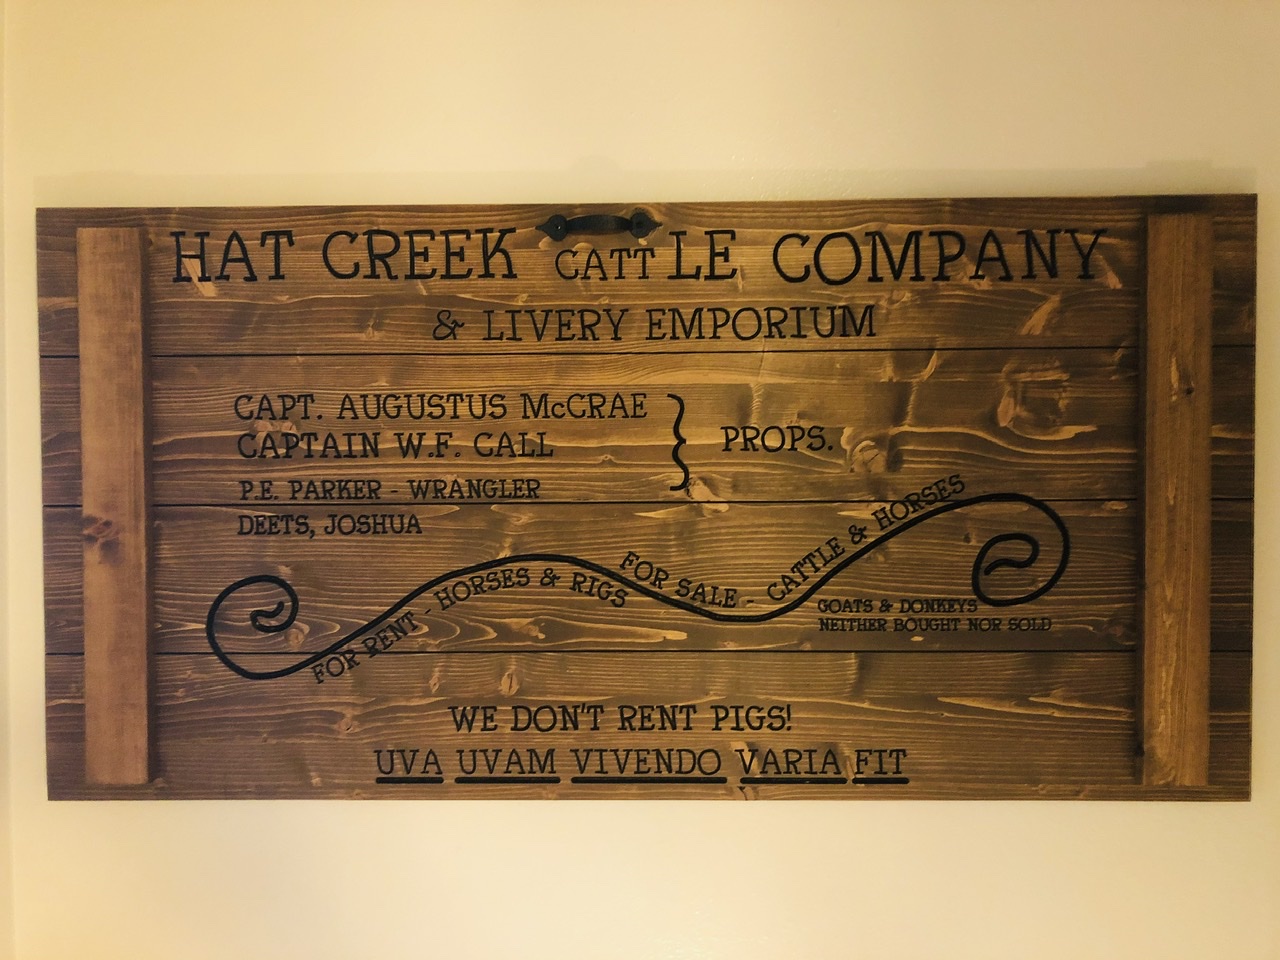 HAT CREEK CATTLE COMPANY
& LIVERY EMPORIUM
CAPT. AUGUSTUS McCRAE
CAPTAIN W.F. CALL
PROPS.
P.E. PARKER - WRANGLER
DEETS, JOSHUA
FOR RENT - HORSES & RIGS
FOR SALE - CATTLE & HORSES
GOATS & DONKEYS
NEITHER BOUGHT NOR SOLD
WE DON'T RENT PIGS!
UVA UVAM VIVENDO VARIA FIT